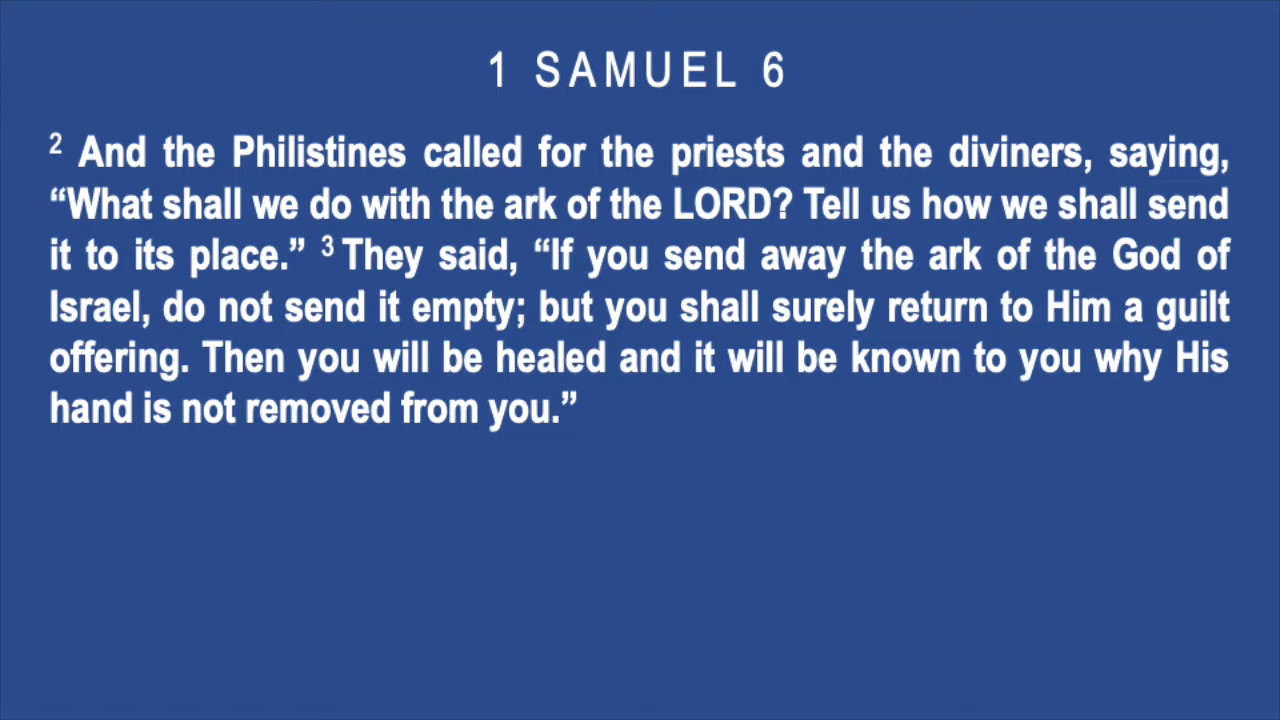 1 SAMUEL 6
2 And the Philistines called for the priests and the diviners, saying,
“What shall we do with the ark of the LORD? Tell us how we shall send
it to its place.” 3 They said, “If you send away the ark of the God of
Israel, do not send it empty; but you shall surely return to Him a guilt
offering. Then you will be healed and it will be known to you why His
hand is not removed from you.”